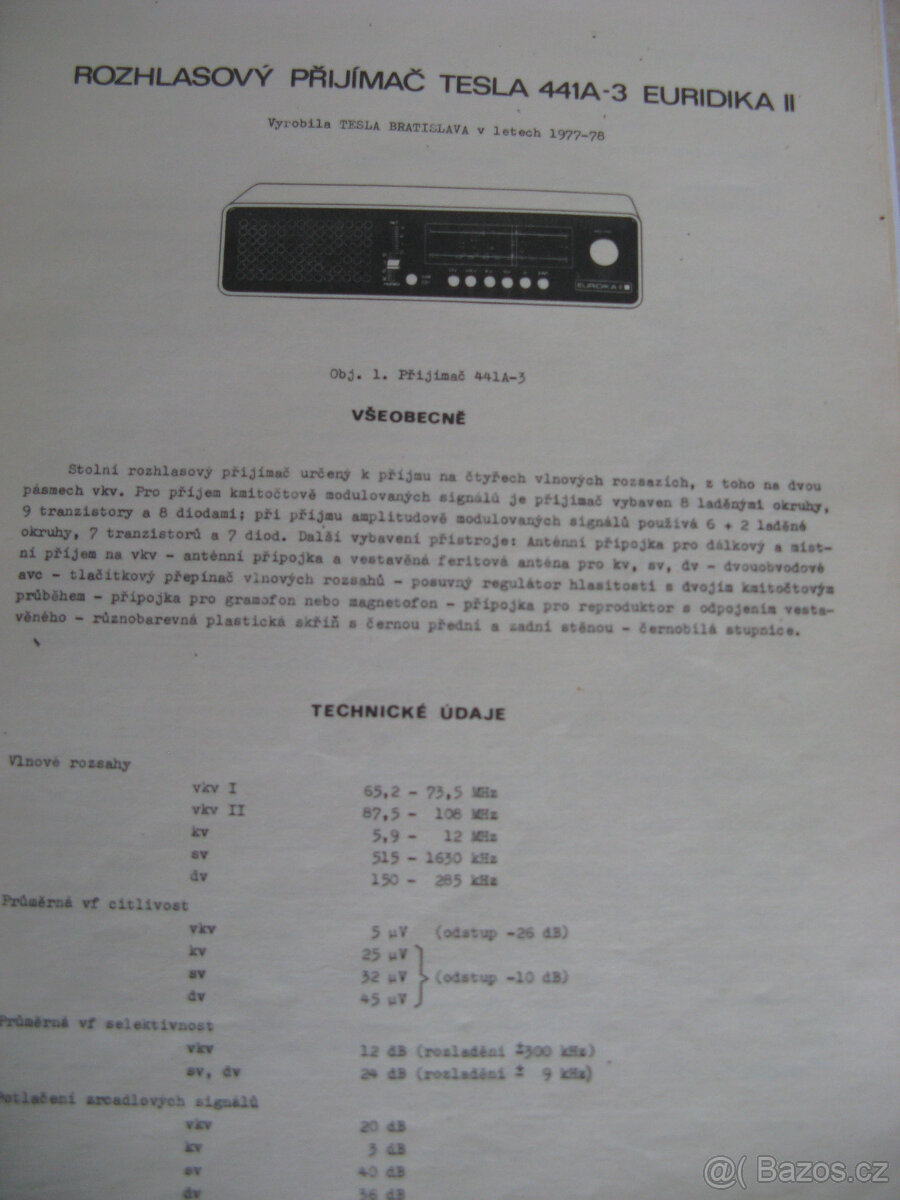 ROZHLASOVÝ PŘIJÍMAČ TESLA 441A-3 EURIDIKA II
Vyrobila TESLA BRATISLAVA v letech 1977-78
Obj. 1. Přijímač 441A-3
VŠEOBECNĚ
Stolní rozhlasový přijímač určený k příjmu na čtyřech vlnových rozsazích, z toho na dvou
pásmech vkv. Pro příjem kmitočtově modulovaných signálů je přijímač vybaven 8 laděnými okruhy,
9 tranzistory a 8 diodami; při příjmu amplitudově modulovaných signálů používá 6 + 2 laděné
okruhy, 7 tranzistorů a 7 diod. Další vybavení přístroje: Anténní přípojka pro dálkový a míst-
ní příjem na vkv - anténní přípojka a vestavěná feritová anténa pro kv, sv, dv - dvouobvodové
avc - tlačítkový přepínač vlnových rozsahů - posuvný regulátor hlasitosti s dvojím kmitočtovým
průběhem - přípojka pro gramofon nebo magnetofon - přípojka pro reproduktor s odpojením vesta-
věného - různobarevná plastická skříň s černou přední a zadní stěnou - černobílá stupnice.
TECHNICKÉ ÚDAJE
Vlnové rozsahy
vkv I 65,2 - 73,5 MHz
vkv II 87,5 - 108 MHz
kv 5,9 - 12 MHz
sv 515 - 1630 kHz
dv 150 - 285 kHz
Průměrná vf citlivost
vkv 5 µV (odstup -26 dB)
kv 25 µV
sv 32 µV (odstup -10 dB)
dv 45 µV
Průměrná vf selektivnost
vkv 12 dB (rozladění ±300 kHz)
sv, dv 24 dB (rozladění ± 9 kHz)
Potlačení zrcadlových signálů
vkv 20 dB
kv 3 dB
sv 40 dB
dv 36 dB
@( Bazos.cz